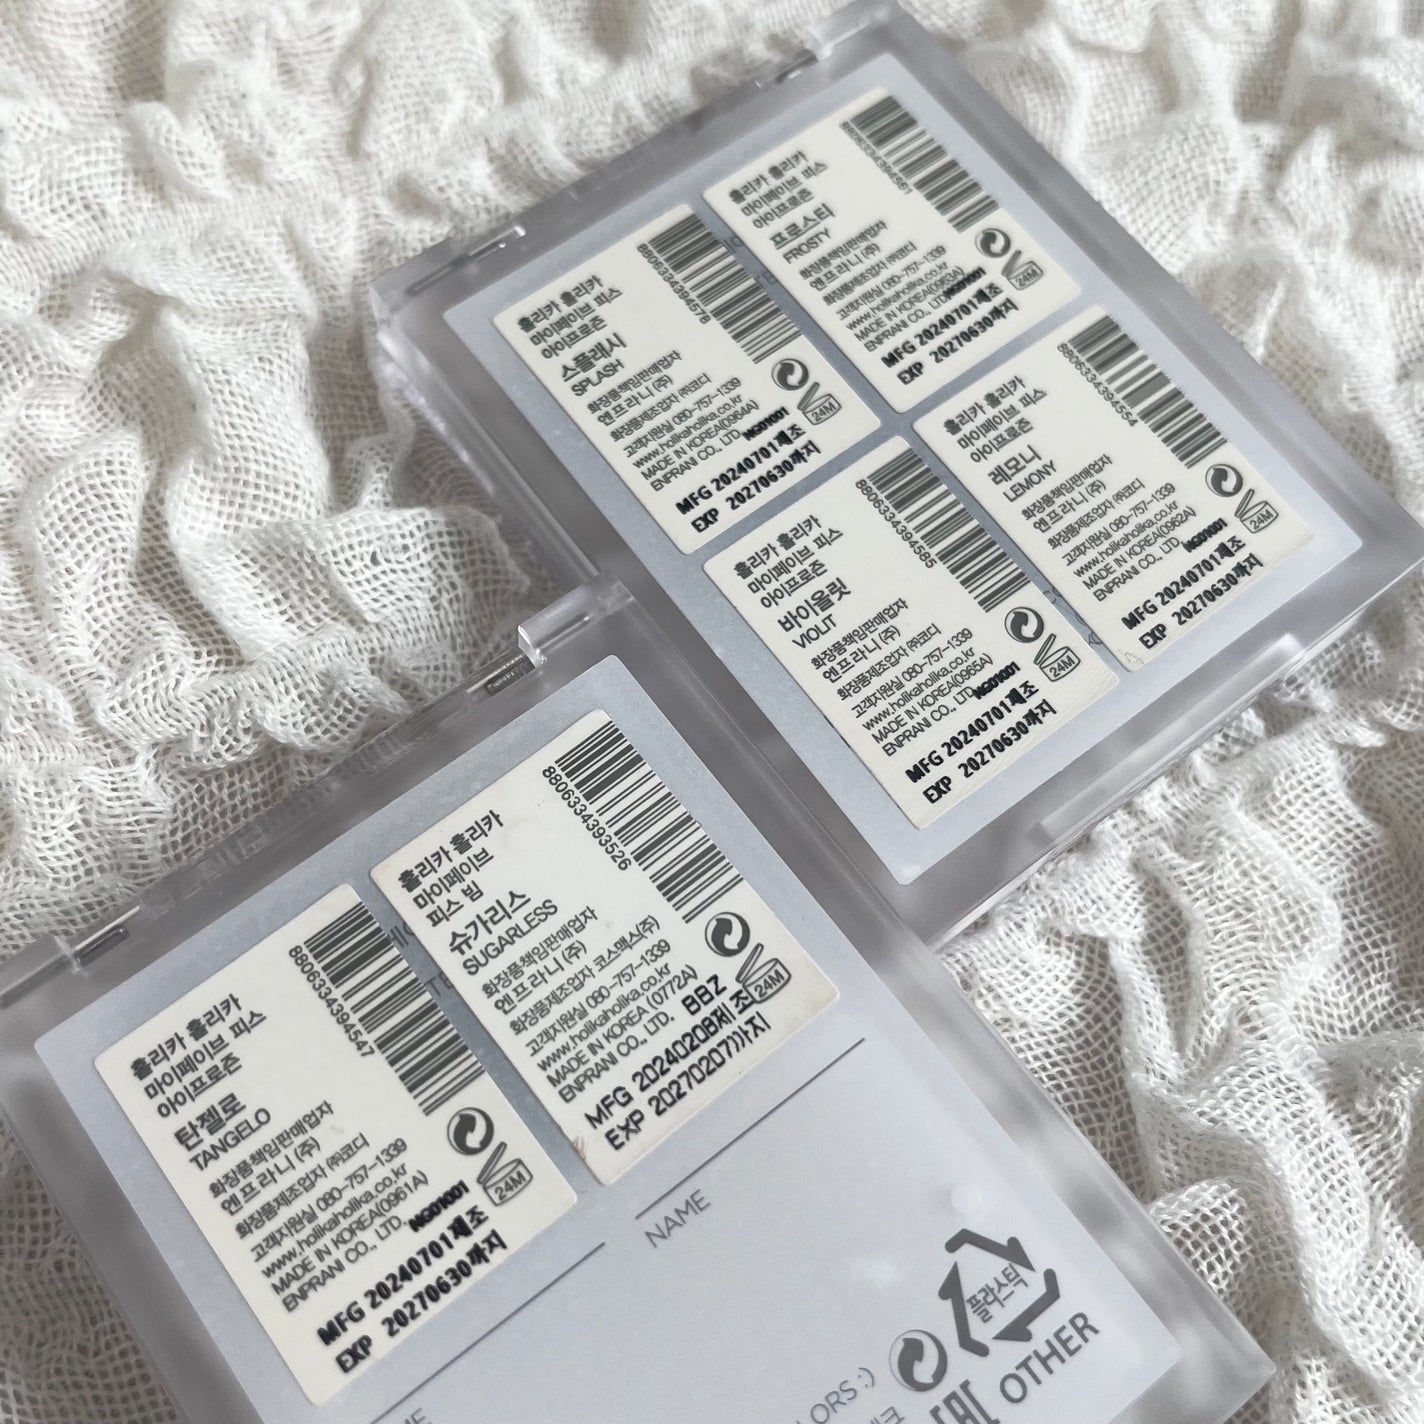 홀리카 홀리카
마이페이브 피스
아이프로즌
프로스티
FROSTY
화장품책임판매업자
엔프라니 (주)
화장품제조업자 ㈜코디
고객지원실 080-757-1339
www.holikaholika.co.kr
MADE IN KOREA(0963A)
ENPRANI CO., LTD. NG01001
MFG 20240701제조
EXP 20270630까지
24M
홀리카 홀리카
마이페이브 피스
아이프로즌
스플래시
SPLASH
화장품책임판매업자
엔프라니 (주)
화장품제조업자 ㈜코디
고객지원실 080-757-1339
www.holikaholika.co.kr
MADE IN KOREA(0964A)
ENPRANI CO., LTD. NG01001
MFG 20240701제조
EXP 20270630까지
8806334394578
24M
홀리카 홀리카
마이페이브 피스
아이프로즌
레모니
LEMONY
화장품책임판매업자
엔프라니 (주)
화장품제조업자 ㈜코디
고객지원실 080-757-1339
www.holikaholika.co.kr
MADE IN KOREA(0962A)
ENPRANI CO., LTD. NG01001
MFG 20240701제조
EXP 20270630까지
8806334394554
24M
홀리카 홀리카
마이페이브 피스
아이프로즌
바이올릿
VIOLIT
화장품책임판매업자
엔프라니 (주)
화장품제조업자 ㈜코디
고객지원실 080-757-1339
www.holikaholika.co.kr
MADE IN KOREA(0965A)
ENPRANI CO., LTD. NG01001
MFG 20240701제조
EXP 20270630까지
8806334394585
24M
홀리카 홀리카
마이페이브
피스 빔
슈가리스
SUGARLESS
화장품책임판매업자
엔프라니 (주)
화장품제조업자 코스맥스(주)
고객지원실 080-757-1339
www.holikaholika.co.kr
MADE IN KOREA (0772A)
ENPRANI CO., LTD. BBZ
MFG 20240208제조
EXP 20270207까지
8806334393526
24M
홀리카 홀리카
마이페이브 피스
아이프로즌
탄젤로
TANGELO
화장품책임판매업자
엔프라니 (주)
화장품제조업자 ㈜코디
고객지원실 080-757-1339
www.holikaholika.co.kr
MADE IN KOREA(0961A)
ENPRANI CO., LTD. NG01001
MFG 20240701제조
EXP 20270630까지
8806334394547
24M
NAME
플라스틱
OTHER
ORS :)